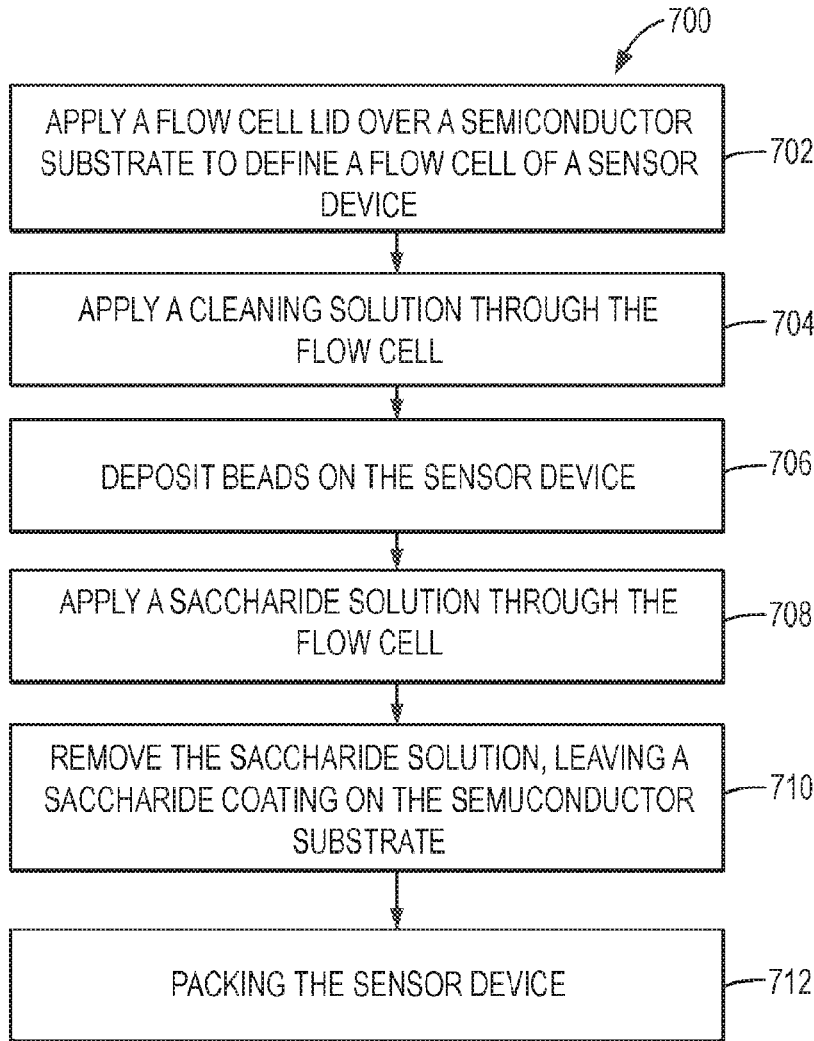 700
APPLY A FLOW CELL LID OVER A SEMICONDUCTOR
SUBSTRATE TO DEFINE A FLOW CELL OF A SENSOR
DEVICE
702
APPLY A CLEANING SOLUTION THROUGH THE
FLOW CELL
704
DEPOSIT BEADS ON THE SENSOR DEVICE
706
APPLY A SACCHARIDE SOLUTION THROUGH THE
FLOW CELL
708
REMOVE THE SACCHARIDE SOLUTION, LEAVING A
SACCHARIDE COATING ON THE SEMUCONDUCTOR
SUBSTRATE
710
PACKING THE SENSOR DEVICE
712